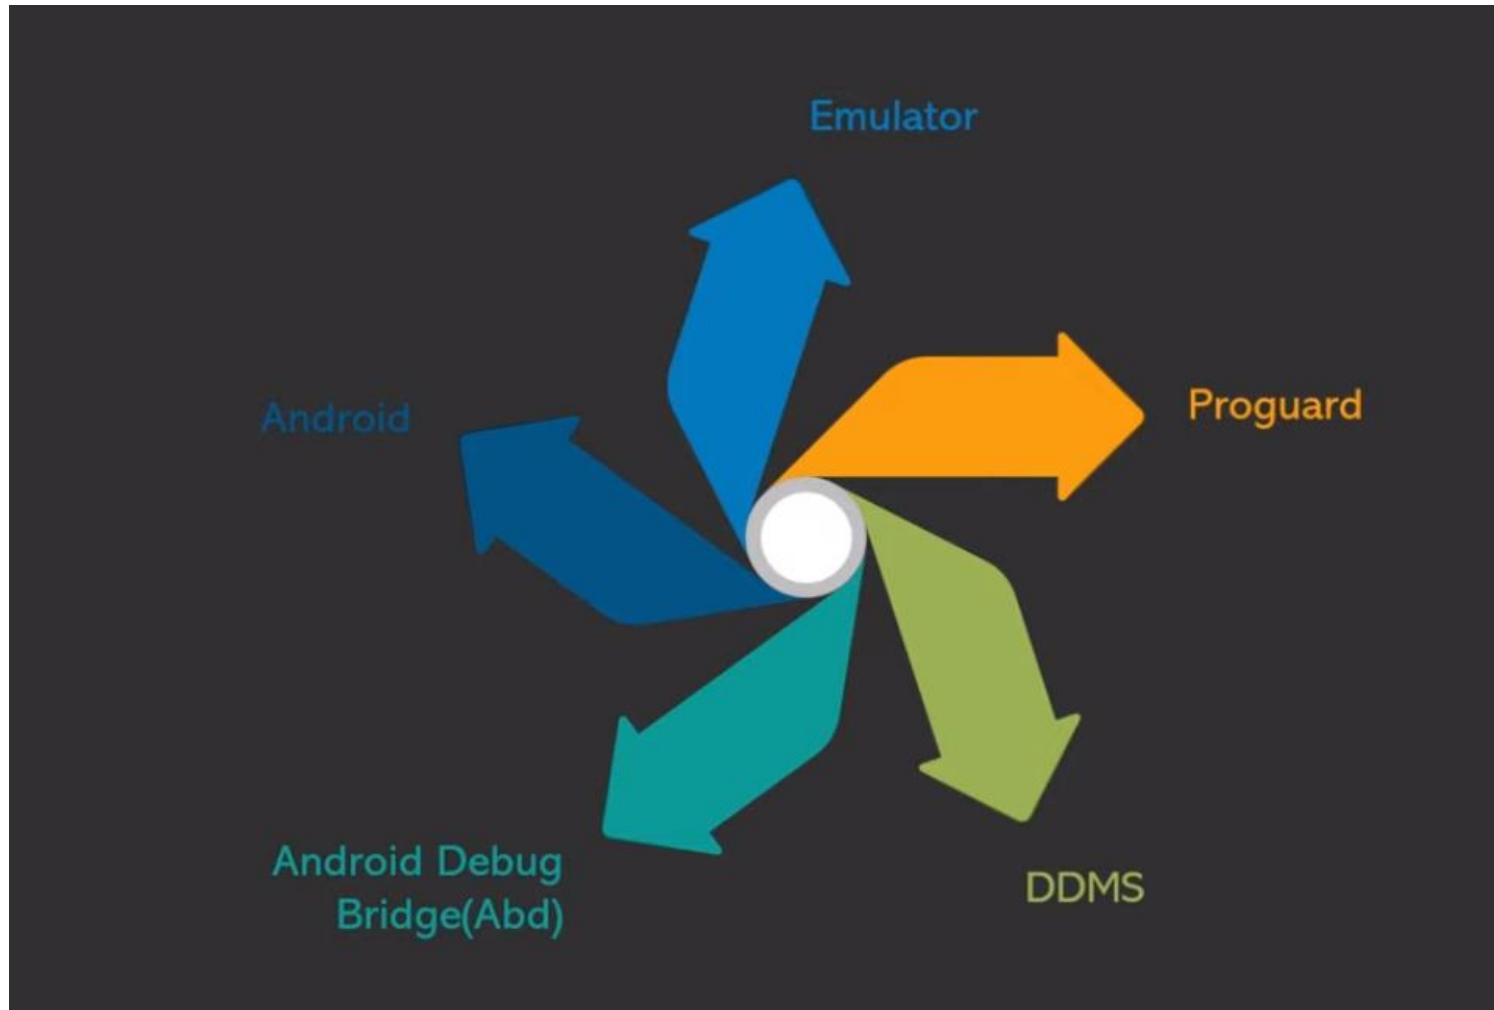 Emulator
Proguard
Android
Android Debug
Bridge(Abd)
DDMS